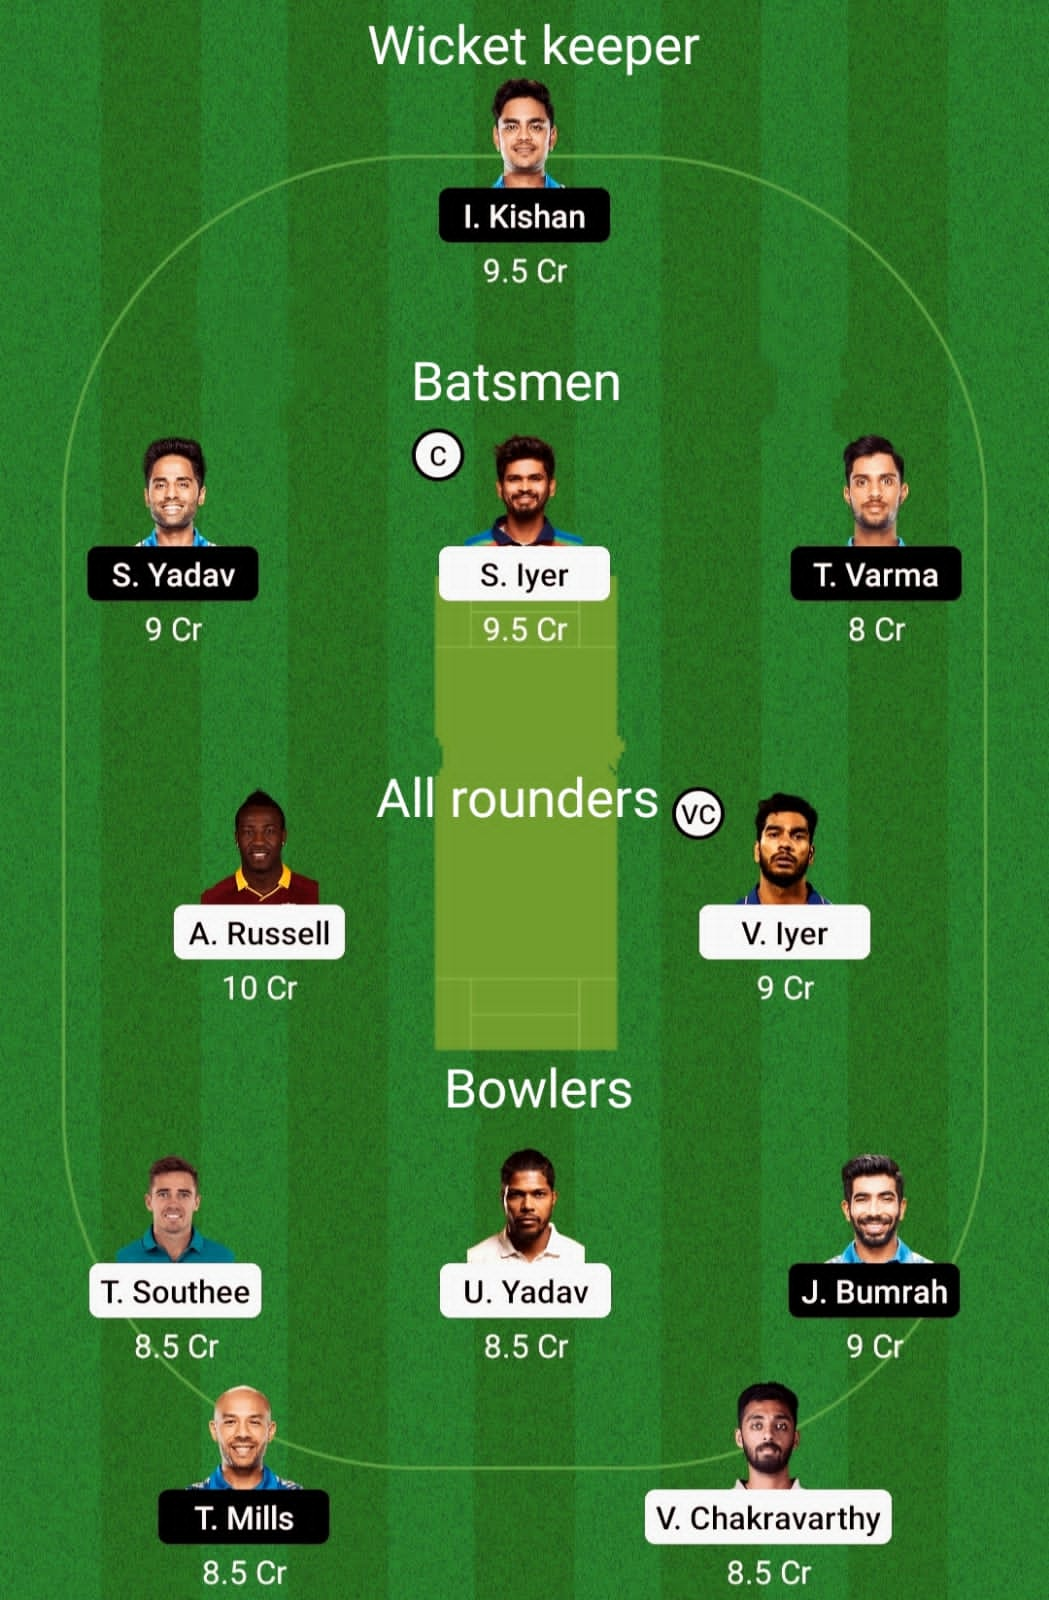 Wicket keeper
I. Kishan
9.5 Cr
Batsmen
C
S. Yadav
S. Iyer
T. Varma
9 Cr
9.5 Cr
8 Cr
All rounders
VC
A. Russell
V. Iyer
10 Cr
9 Cr
Bowlers
T. Southee
U. Yadav
J. Bumrah
8.5 Cr
8.5 Cr
9 Cr
T. Mills
V. Chakravarthy
8.5 Cr
8.5 Cr